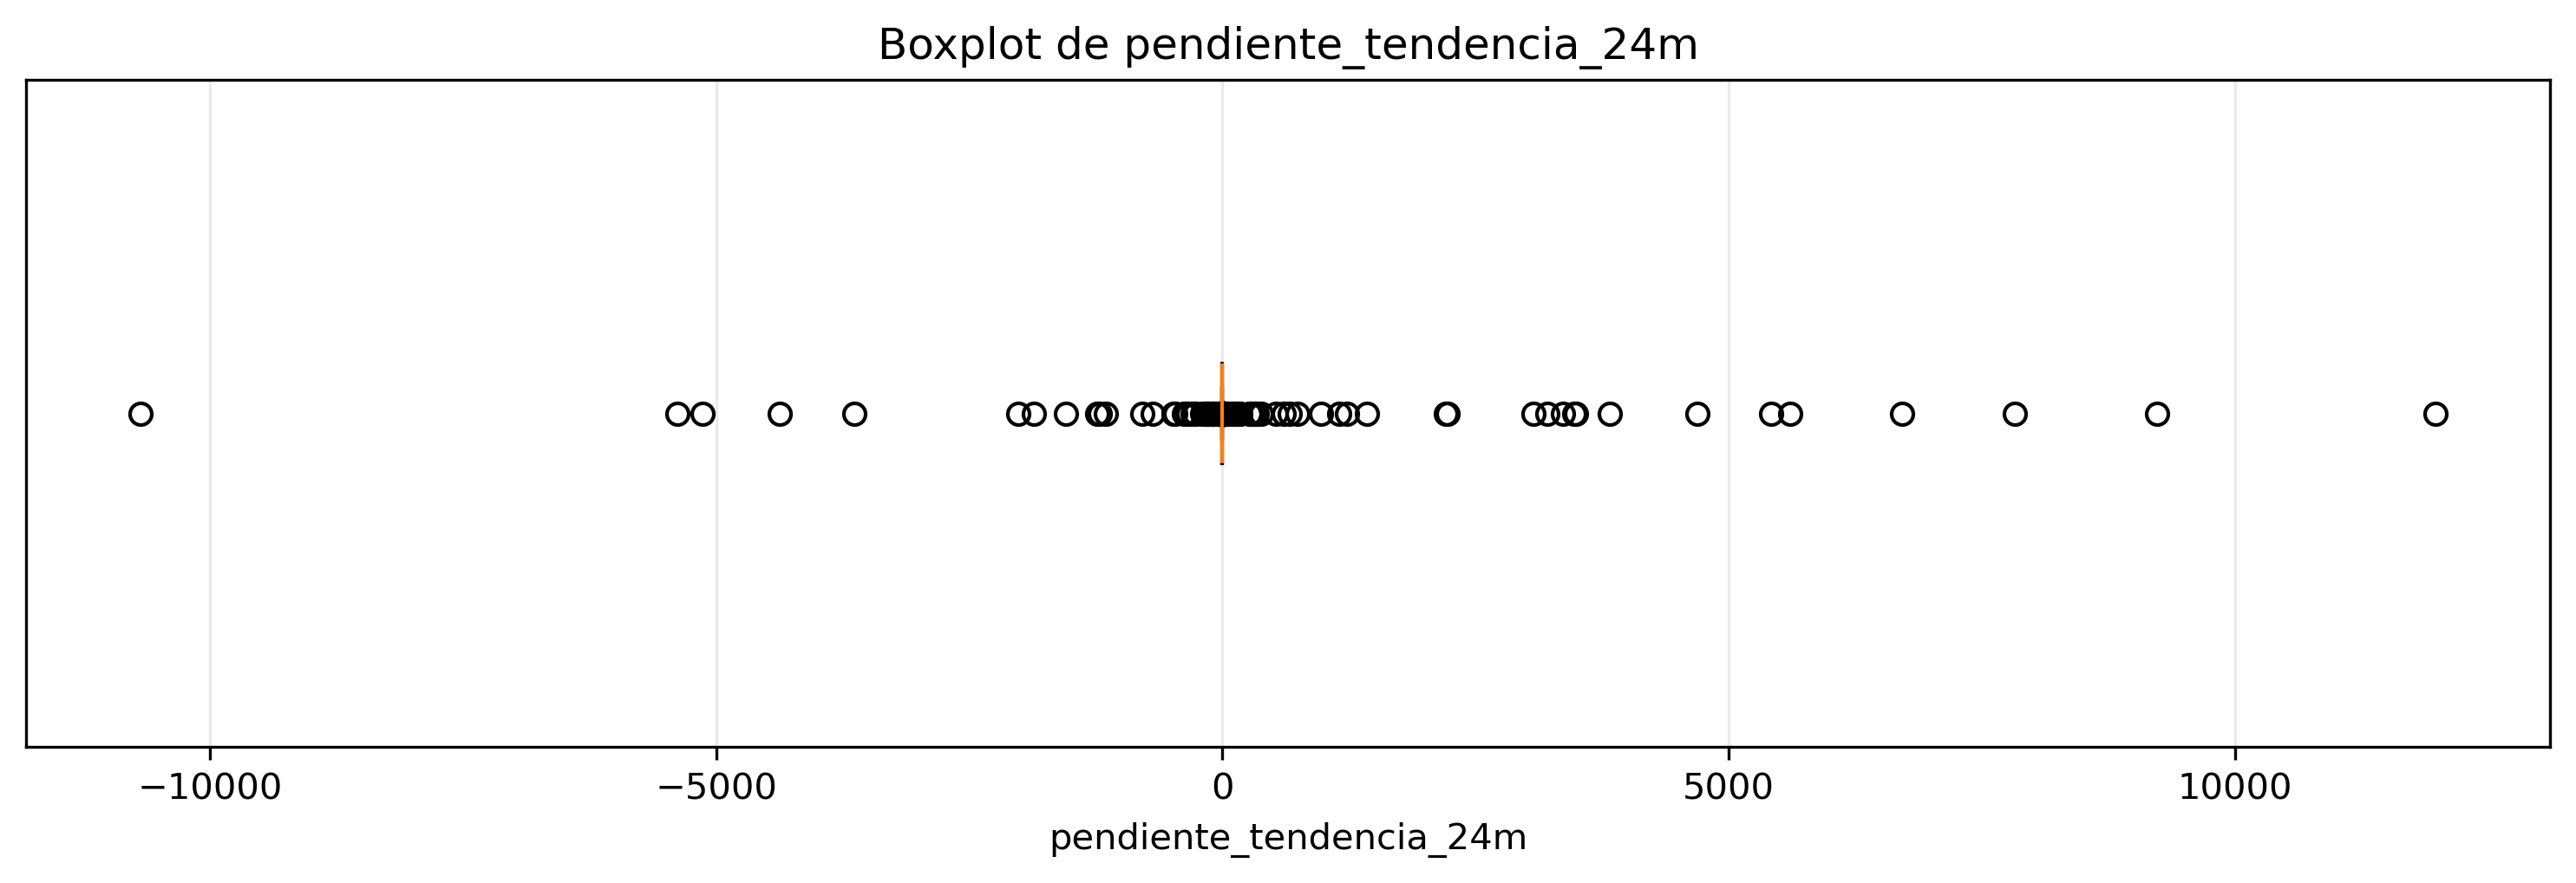 Boxplot de pendiente_tendencia_24m
−10000 −5000 0 5000 10000
pendiente_tendencia_24m